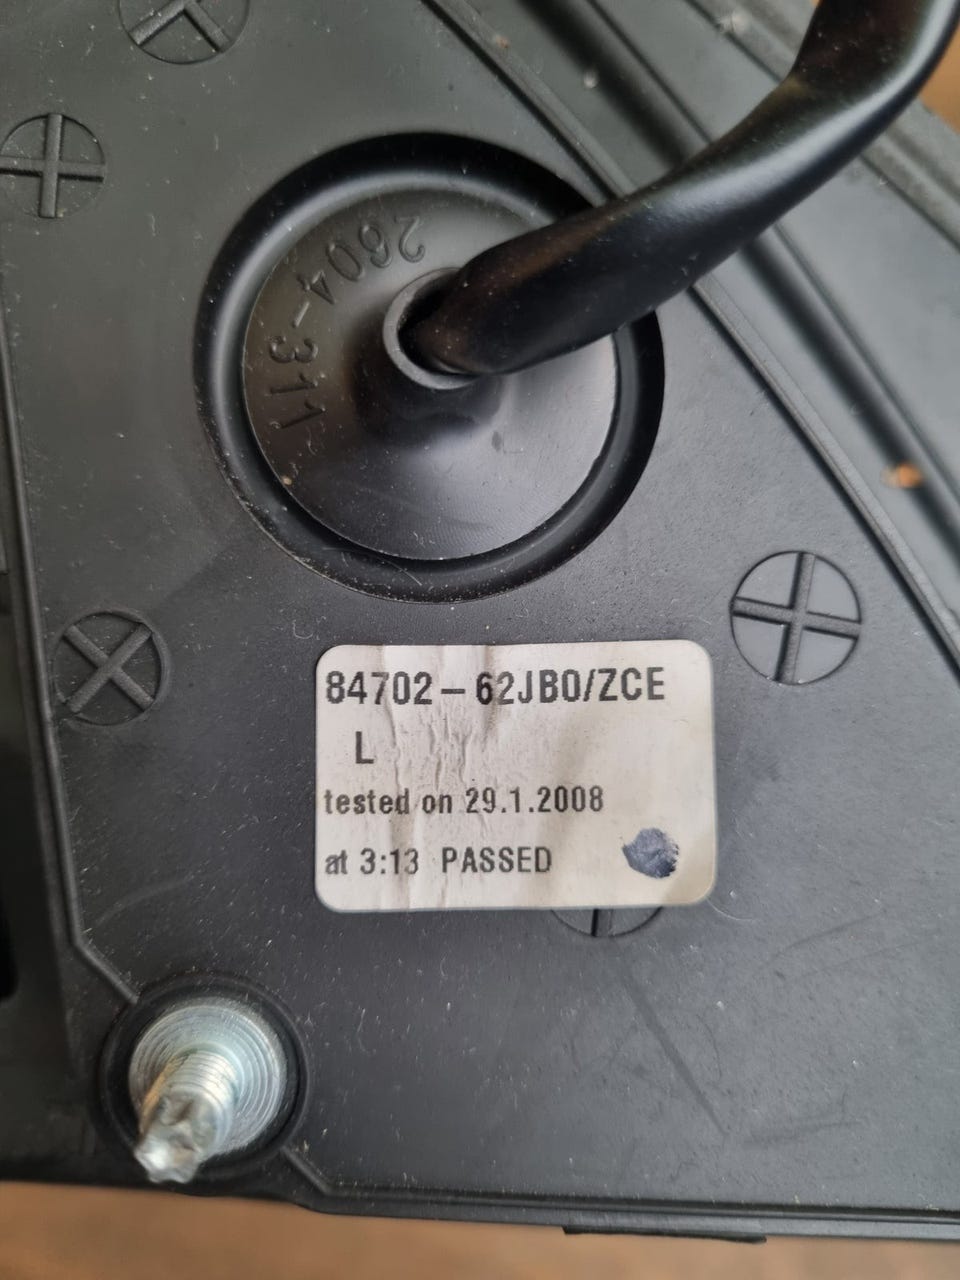 2604-311
84702-62JB0/ZCE
L
tested on 29.1.2008
at 3:13 PASSED